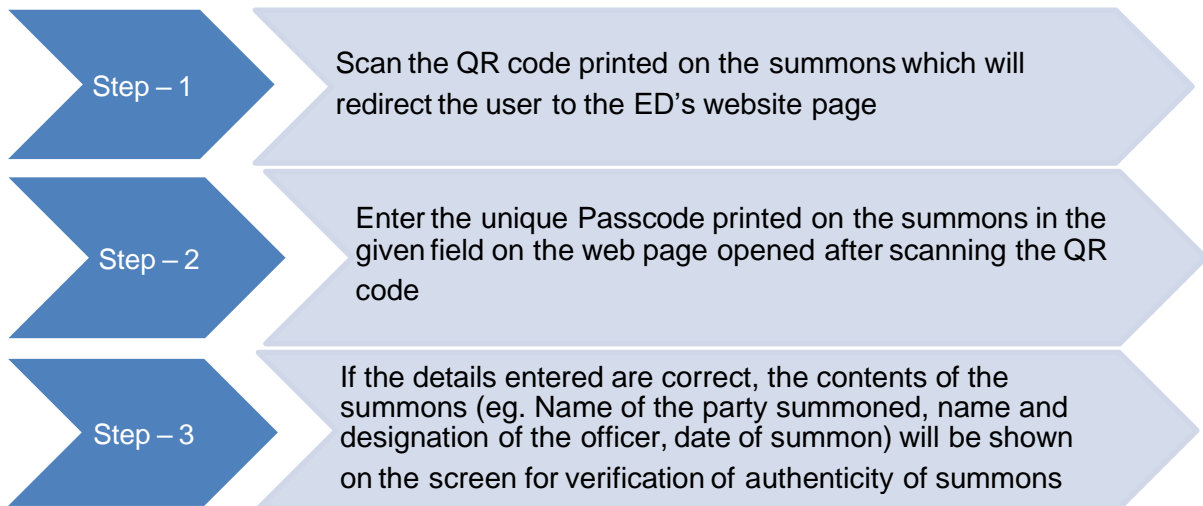 Step – 1
Scan the QR code printed on the summons which will
redirect the user to the ED’s website page
Step – 2
Enter the unique Passcode printed on the summons in the
given field on the web page opened after scanning the QR
code
Step – 3
If the details entered are correct, the contents of the
summons (eg. Name of the party summoned, name and
designation of the officer, date of summon) will be shown
on the screen for verification of authenticity of summons